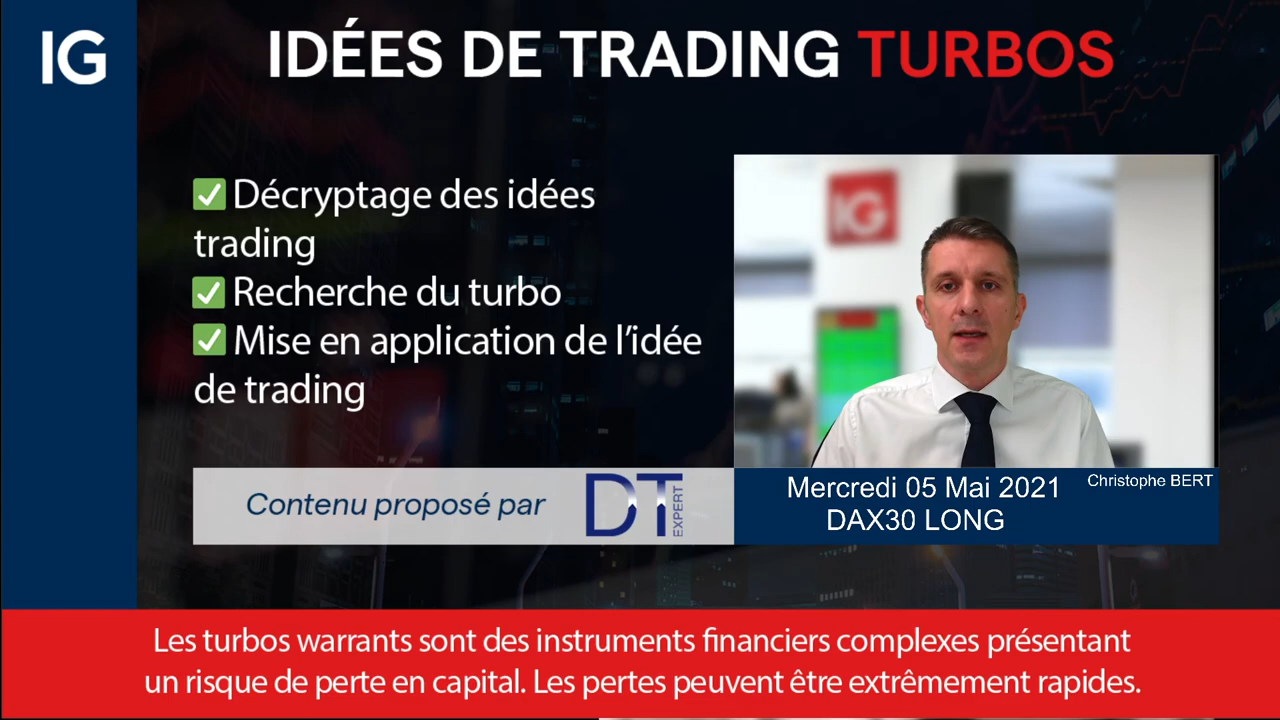 IG
IDÉES DE TRADING TURBOS
✅ Décryptage des idées
trading
✅ Recherche du turbo
✅ Mise en application de l’idée
de trading
IG
Contenu proposé par
DT
EXPERT
Mercredi 05 Mai 2021
Christophe BERT
DAX30 LONG
Les turbos warrants sont des instruments financiers complexes présentant
un risque de perte en capital. Les pertes peuvent être extrêmement rapides.